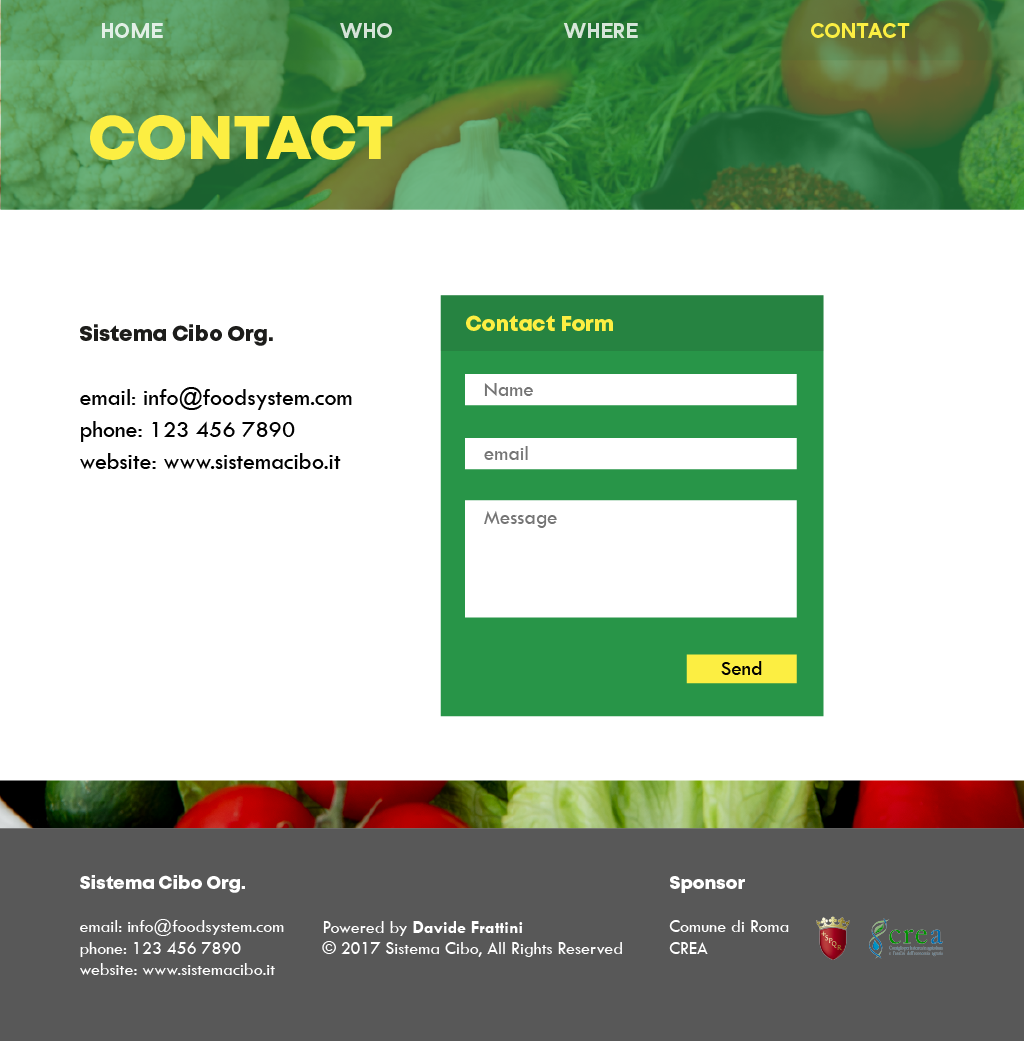 HOME WHO WHERE CONTACT
CONTACT
Sistema Cibo Org.
email: info@foodsystem.com
phone: 123 456 7890
website: www.sistemacibo.it
Contact Form
Name
email
Message
Send
Sistema Cibo Org.
email: info@foodsystem.com
phone: 123 456 7890
website: www.sistemacibo.it
Powered by Davide Frattini
© 2017 Sistema Cibo, All Rights Reserved
Sponsor
Comune di Roma
CREA
crea